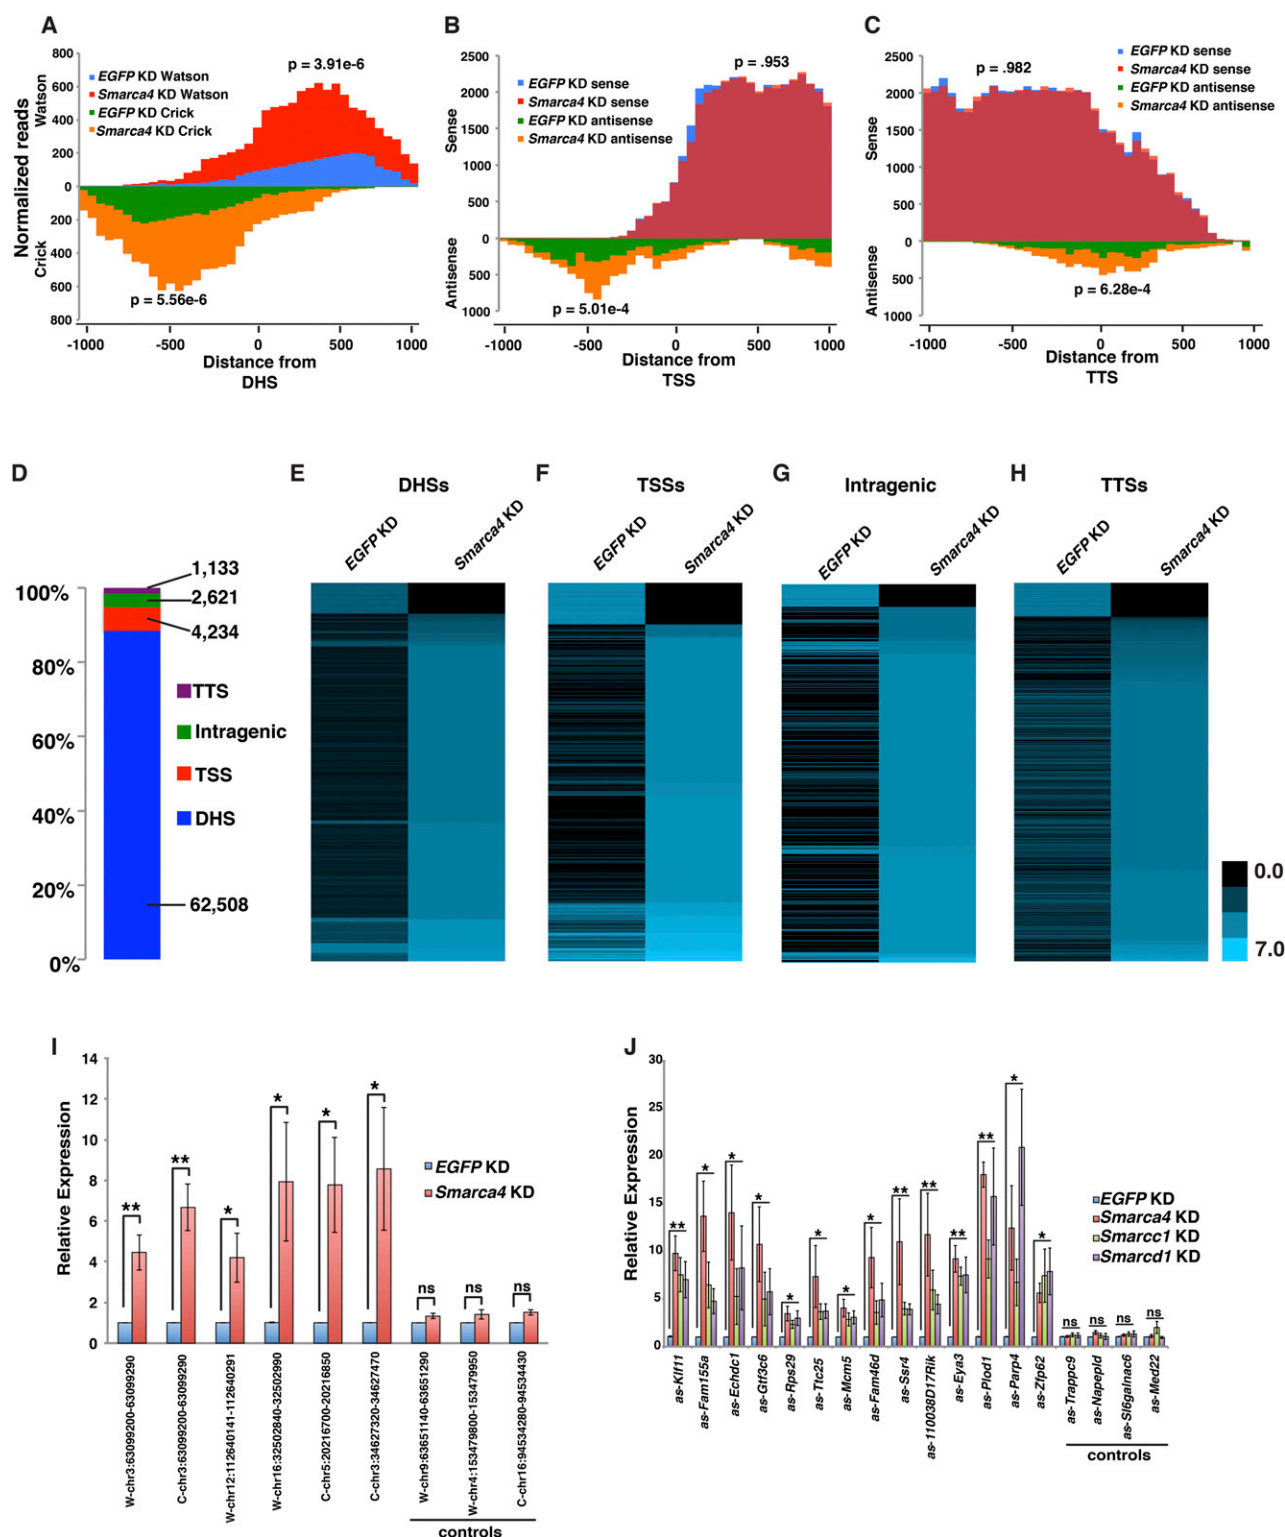 A
800
600
400
200
0
200
400
600
800
Watson
Normalized reads
Crick
EGFP KD Watson
Smarca4 KD Watson
EGFP KD Crick
Smarca4 KD Crick
p = 3.91e-6
p = 5.56e-6
-1000
-500
0
500
1000
Distance from
DHS
B
2500
2000
1500
1000
500
0
500
1000
Sense
Antisense
EGFP KD sense
Smarca4 KD sense
EGFP KD antisense
Smarca4 KD antisense
p = .953
p = 5.01e-4
-1000
-500
0
500
1000
Distance from
TSS
C
2500
2000
1500
1000
500
0
500
1000
Sense
Antisense
p = .982
EGFP KD sense
Smarca4 KD sense
EGFP KD antisense
Smarca4 KD antisense
p = 6.28e-4
-1000
-500
0
500
1000
Distance from
TTS
D
100%
80%
60%
40%
20%
0%
1,133
2,621
4,234
TTS
Intragenic
TSS
DHS
62,508
E
DHSs
EGFP KD
Smarca4 KD
F
TSSs
EGFP KD
Smarca4 KD
G
Intragenic
EGFP KD
Smarca4 KD
H
TTSs
EGFP KD
Smarca4 KD
0.0
7.0
I
Relative Expression
14
12
10
8
6
4
2
0
**
**
*
*
*
*
ns
ns
ns
EGFP KD
Smarca4 KD
W-chr3:63099200-63099290
C-chr3:63099200-63099290
W-chr12:112640141-112640291
W-chr16:32502840-32502990
C-chr5:20216700-20216850
C-chr3:34627320-34627470
W-chr9:63651140-63651290
W-chr4:153479800-153479950
C-chr16:94534280-94534430
controls
J
Relative Expression
30
25
20
15
10
5
0
**
*
*
*
*
*
*
*
**
**
**
**
*
*
ns
ns
ns
ns
EGFP KD
Smarca4 KD
Smarcc1 KD
Smarcd1 KD
as-Klf11
as-Fam155a
as-Echdc1
as-Gtf3c6
as-Rps29
as-Ttc25
as-Mcm5
as-Fam46d
as-Ssr4
as-110038D17Rik
as-Eya3
as-Plod1
as-Parp4
as-Zfp62
as-Trappc9
as-Napepld
as-Sl6galnac6
as-Med22
controls